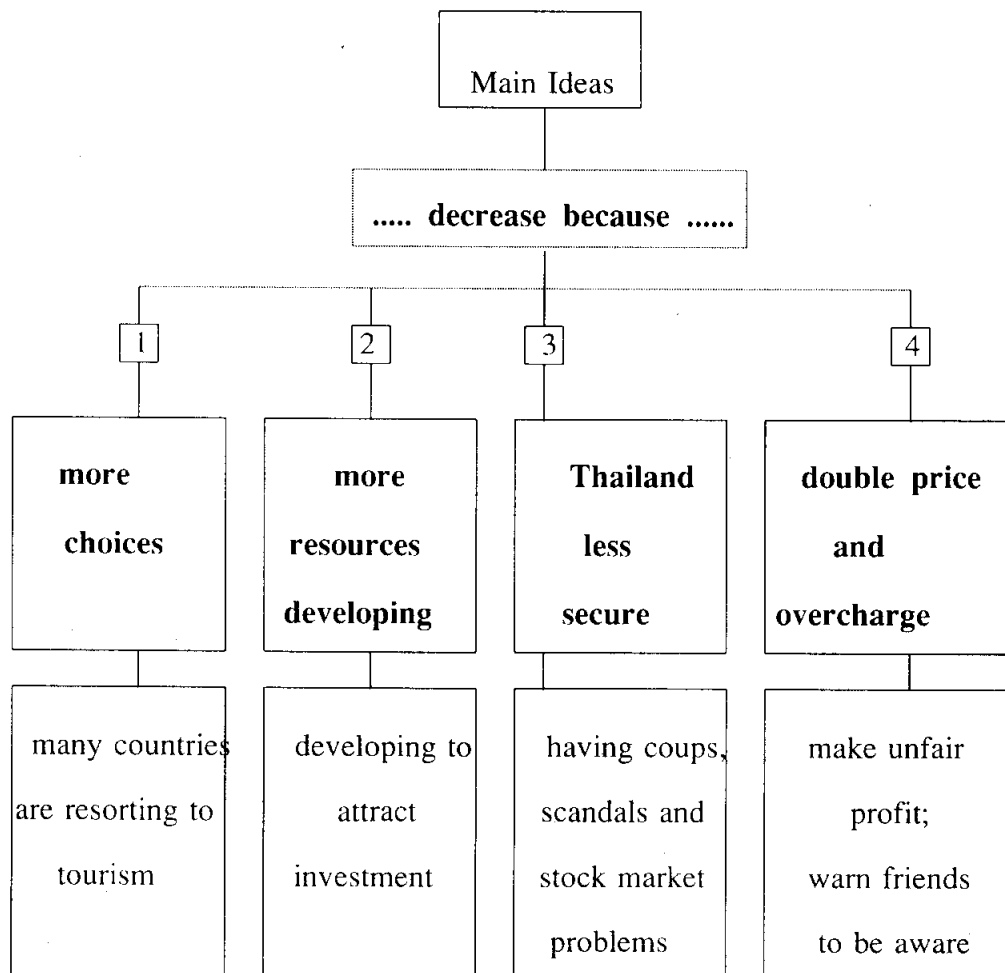 Main Ideas
..... decrease because ......
1
2
3
4
more
choices
more
resources
developing
Thailand
less
secure
double price
and
overcharge
many countries
are resorting to
tourism
developing to
attract
investment
having coups,
scandals and
stock market
problems
make unfair
profit;
warn friends
to be aware